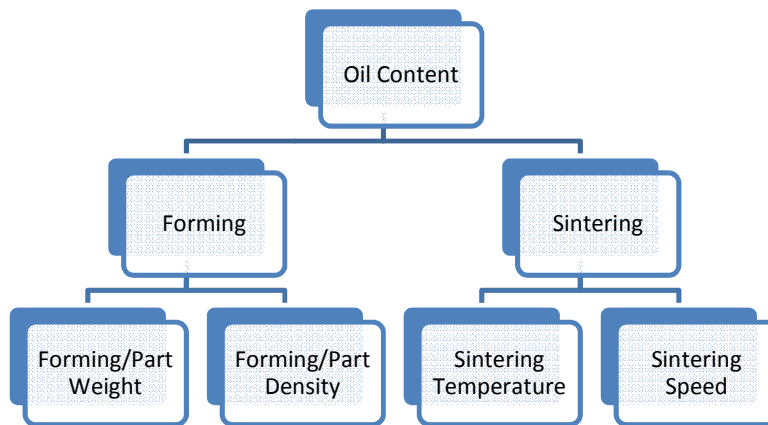 Oil Content
Forming
Sintering
Forming/Part
Weight
Forming/Part
Density
Sintering
Temperature
Sintering
Speed